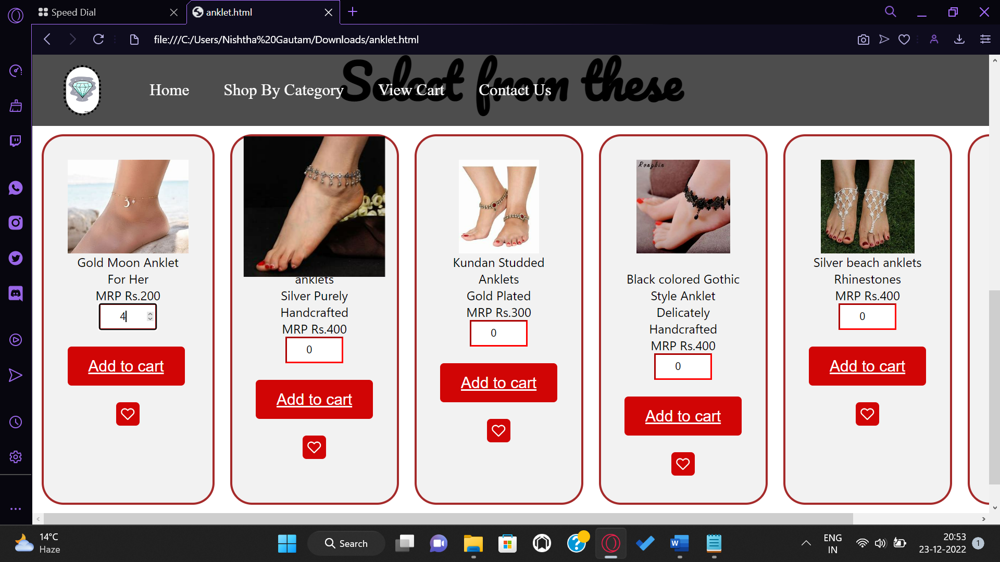 Speed Dial
anklet.html
file:///C:/Users/Nishtha%20Gautam/Downloads/anklet.html
Select from these
Home
Shop By Category
View Cart
Contact Us
Gold Moon Anklet
For Her
MRP Rs.200
4
Add to cart
anklets
Silver Purely
Handcrafted
MRP Rs.400
0
Add to cart
Kundan Studded
Anklets
Gold Plated
MRP Rs.300
0
Add to cart
Rongbin
Black colored Gothic
Style Anklet
Delicately
Handcrafted
MRP Rs.400
0
Add to cart
Silver beach anklets
Rhinestones
MRP Rs.400
0
Add to cart
14°C
Haze
Search
W
ENG
IN
20:53
23-12-2022
1